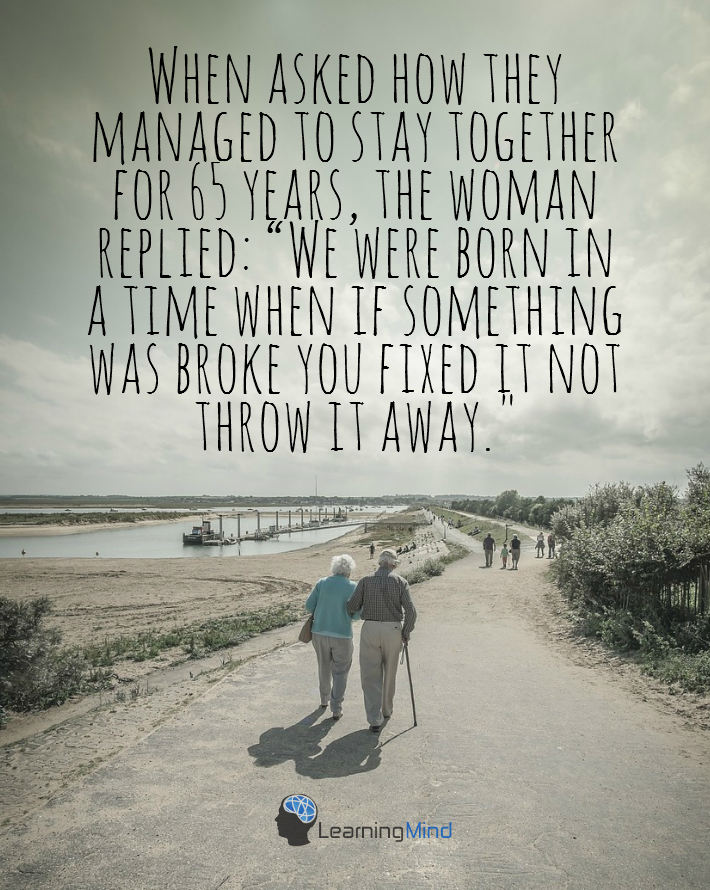 When asked how they
managed to stay together
for 65 years, the woman
replied: “We were born in
a time when if something
was broke you fixed it not
throw it away."
LearningMind